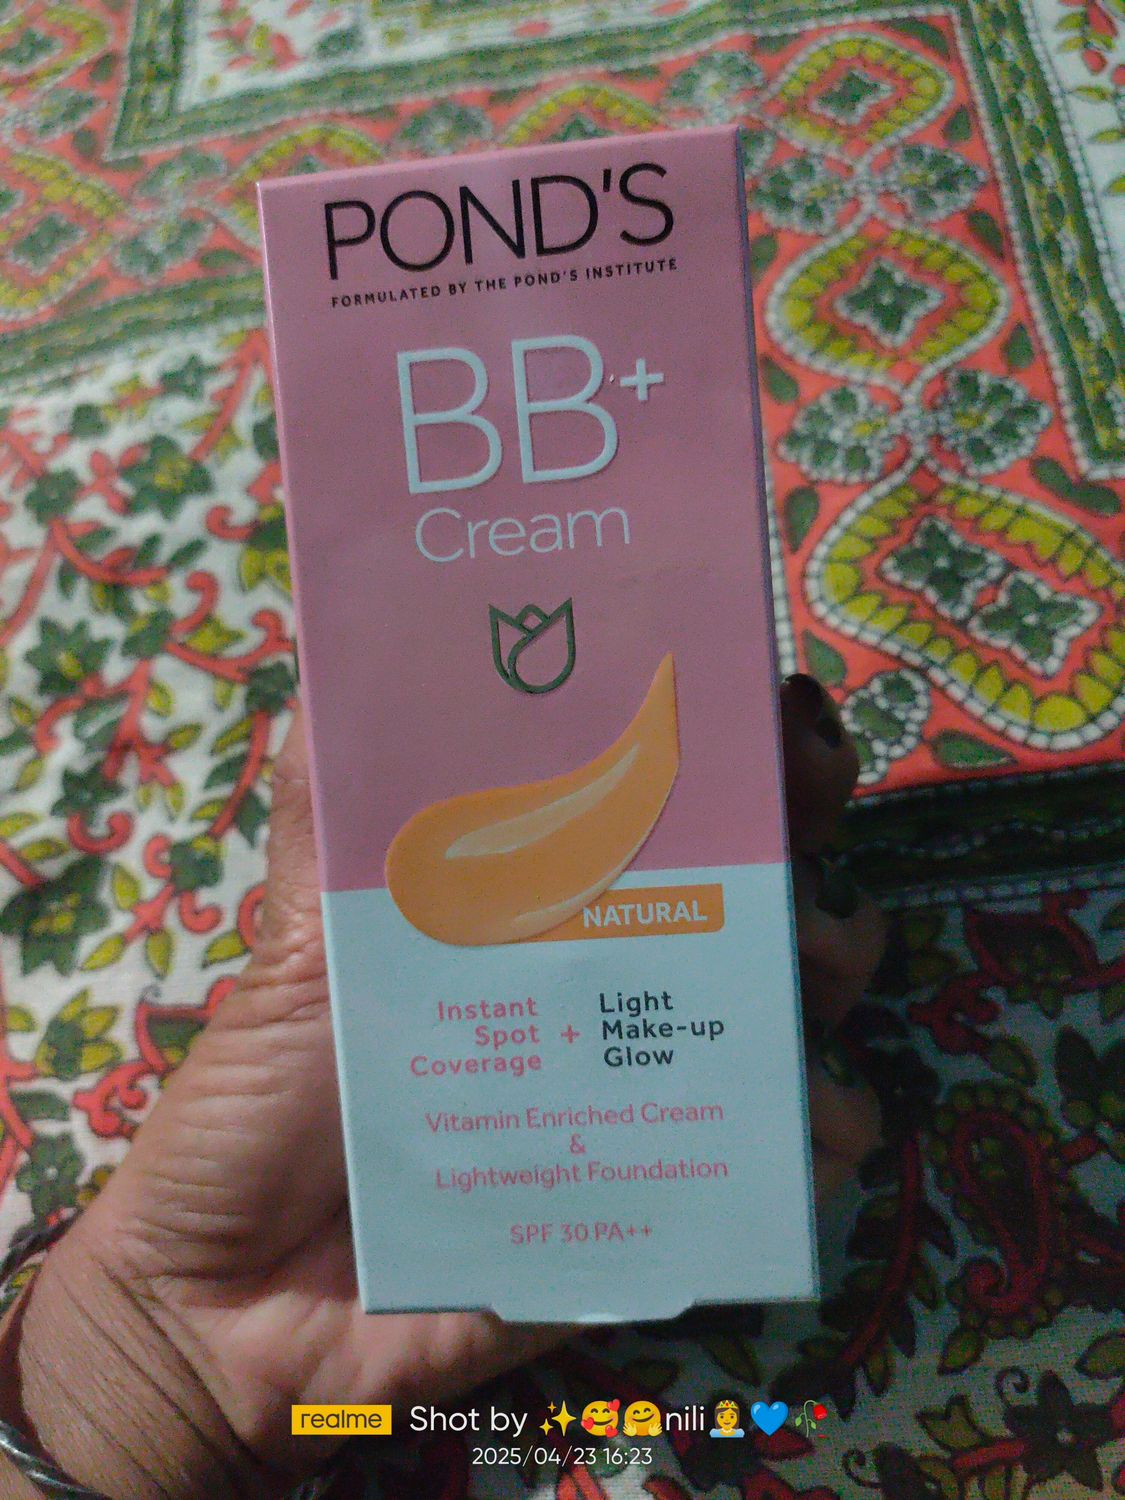 POND'S
FORMULATED BY THE POND'S INSTITUTE
BB+
Cream
NATURAL
Instant
Spot
Coverage
+
Light
Make-up
Glow
Vitamin Enriched Cream
&
Lightweight Foundation
SPF 30 PA++
realme Shot by ✨🥰🤗nili👸💙🥀
2025/04/23 16:23